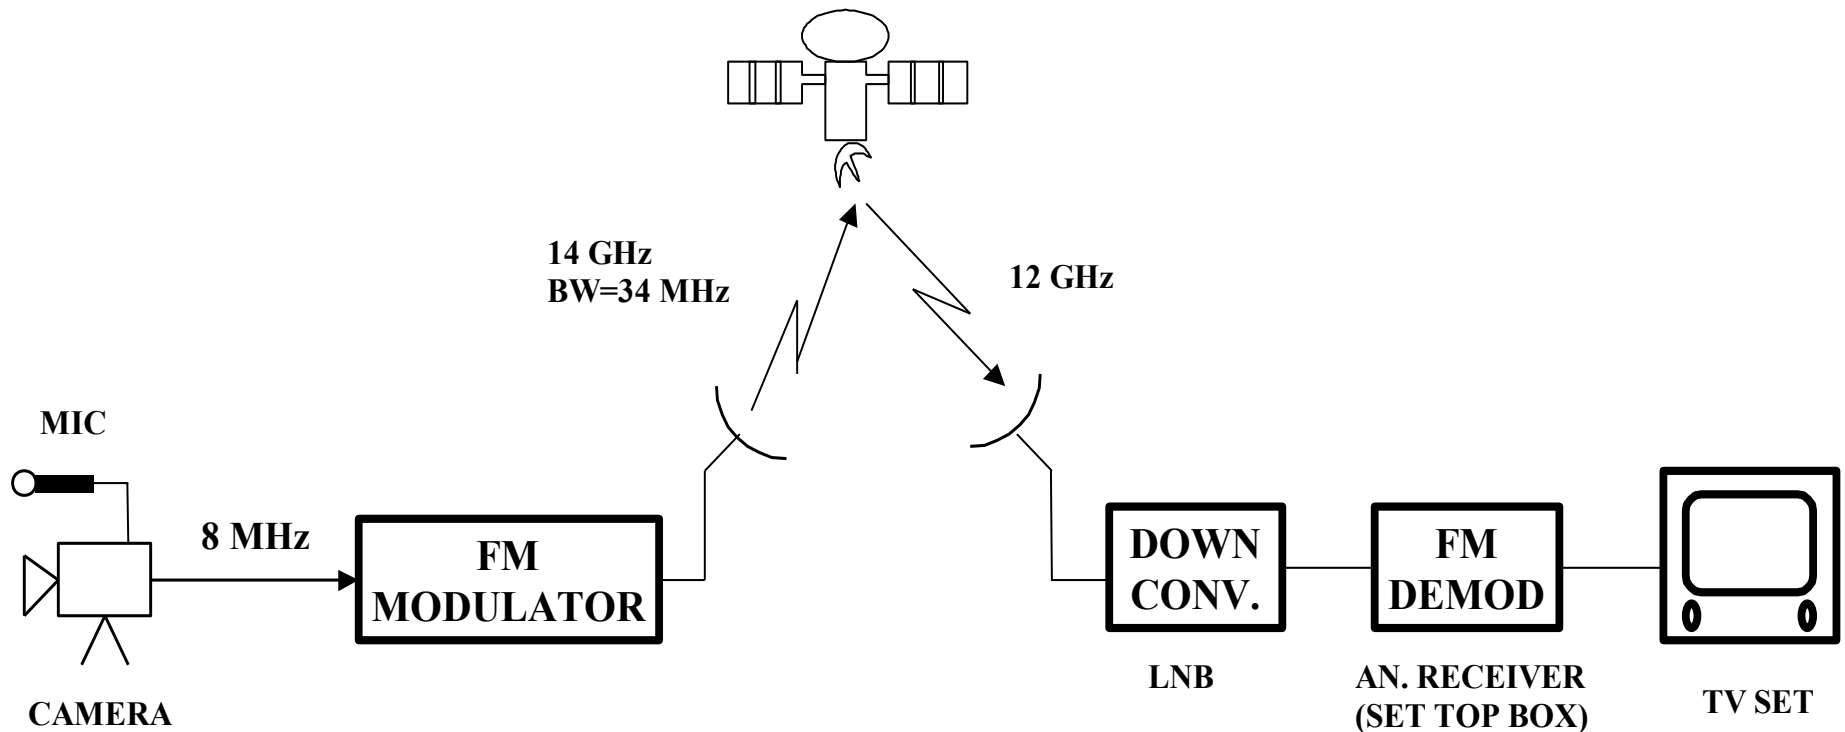 14 GHz
BW=34 MHz
12 GHz
MIC
8 MHz
FM
MODULATOR
DOWN
CONV.
FM
DEMOD
CAMERA
LNB
AN. RECEIVER
(SET TOP BOX)
TV SET